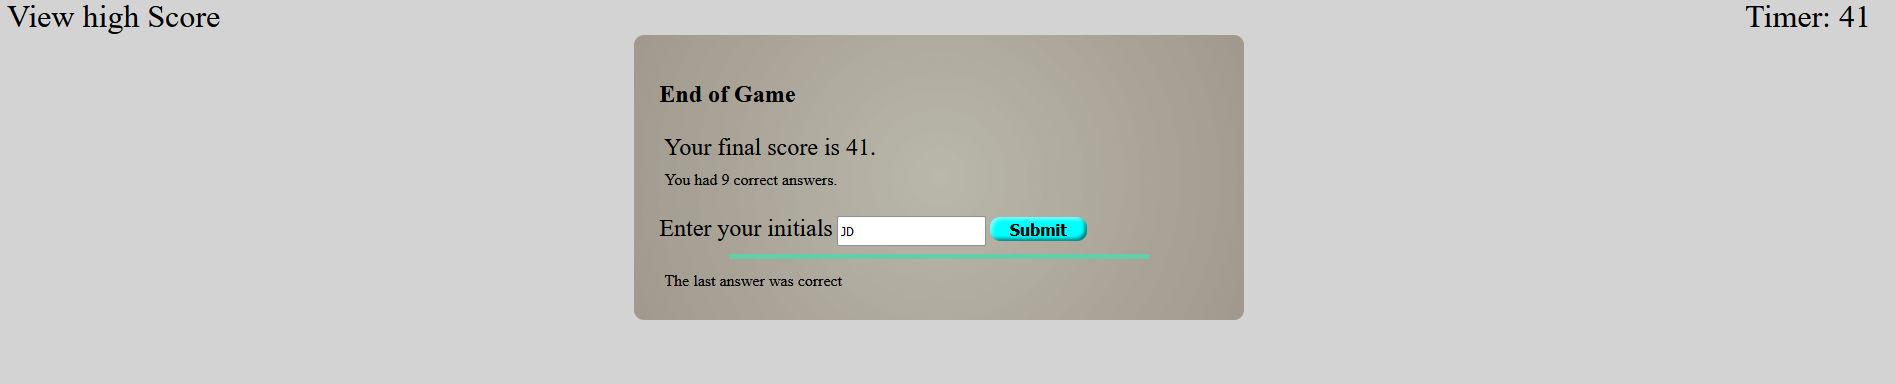 View high Score
Timer: 41
End of Game
Your final score is 41.
You had 9 correct answers.
Enter your initials JD Submit
The last answer was correct